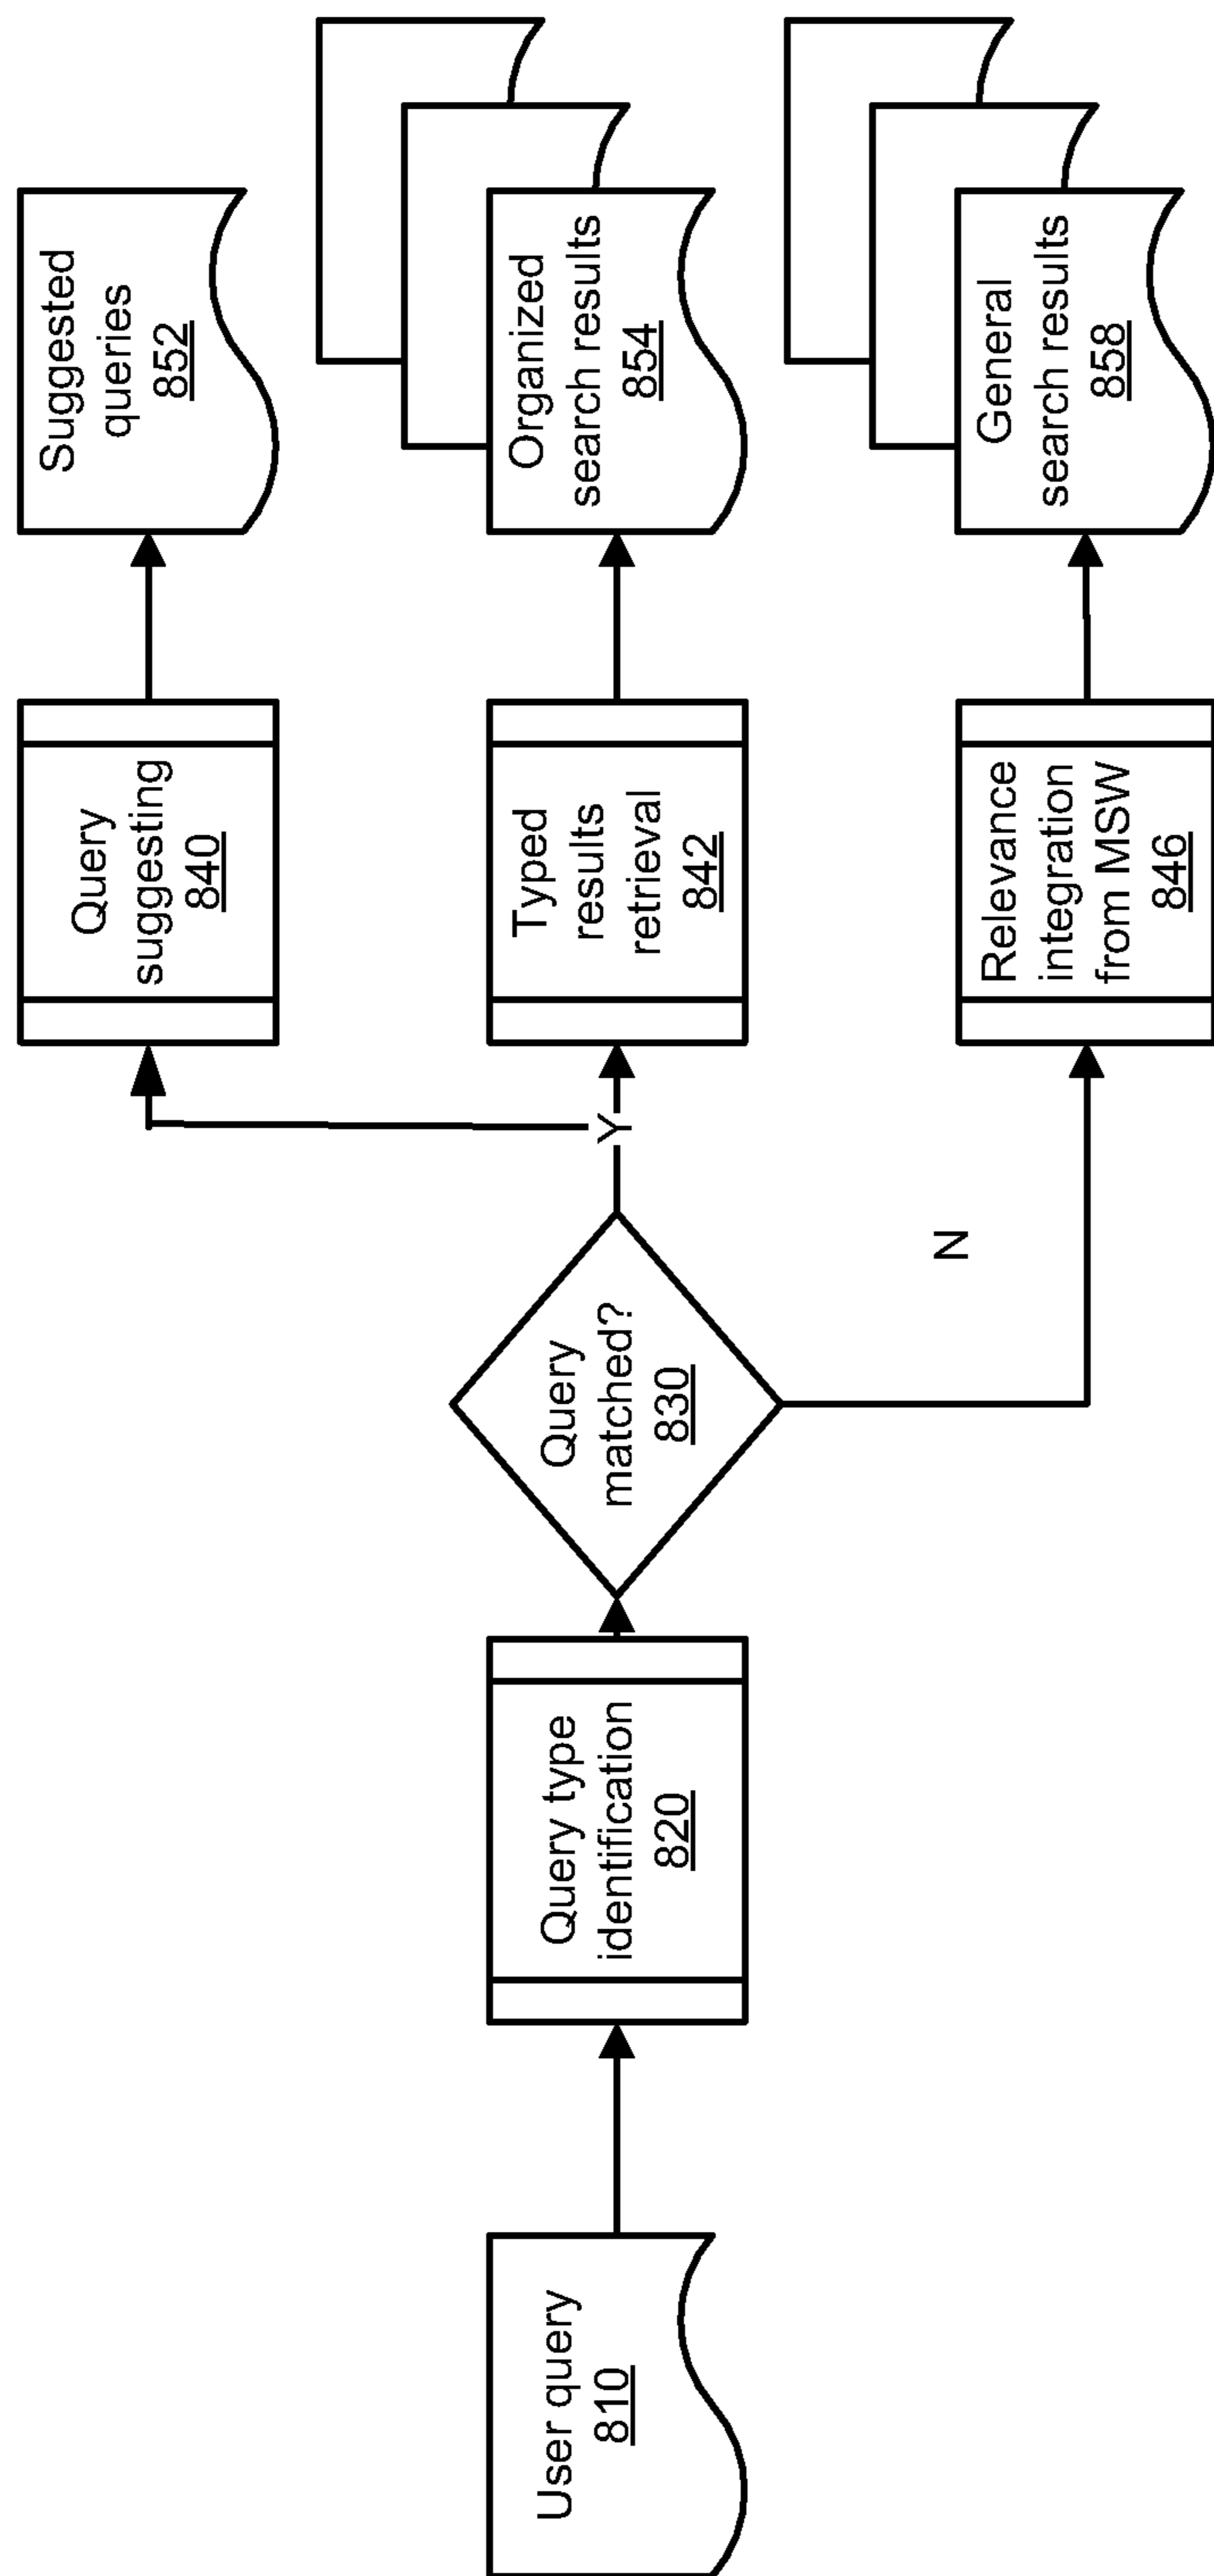 User query
810
Query type
identification
820
Query
matched?
830
Y
N
Query
suggesting
840
Typed
results
retrieval
842
Relevance
integration
from MSW
846
Suggested
queries
852
Organized
search results
854
General
search results
858